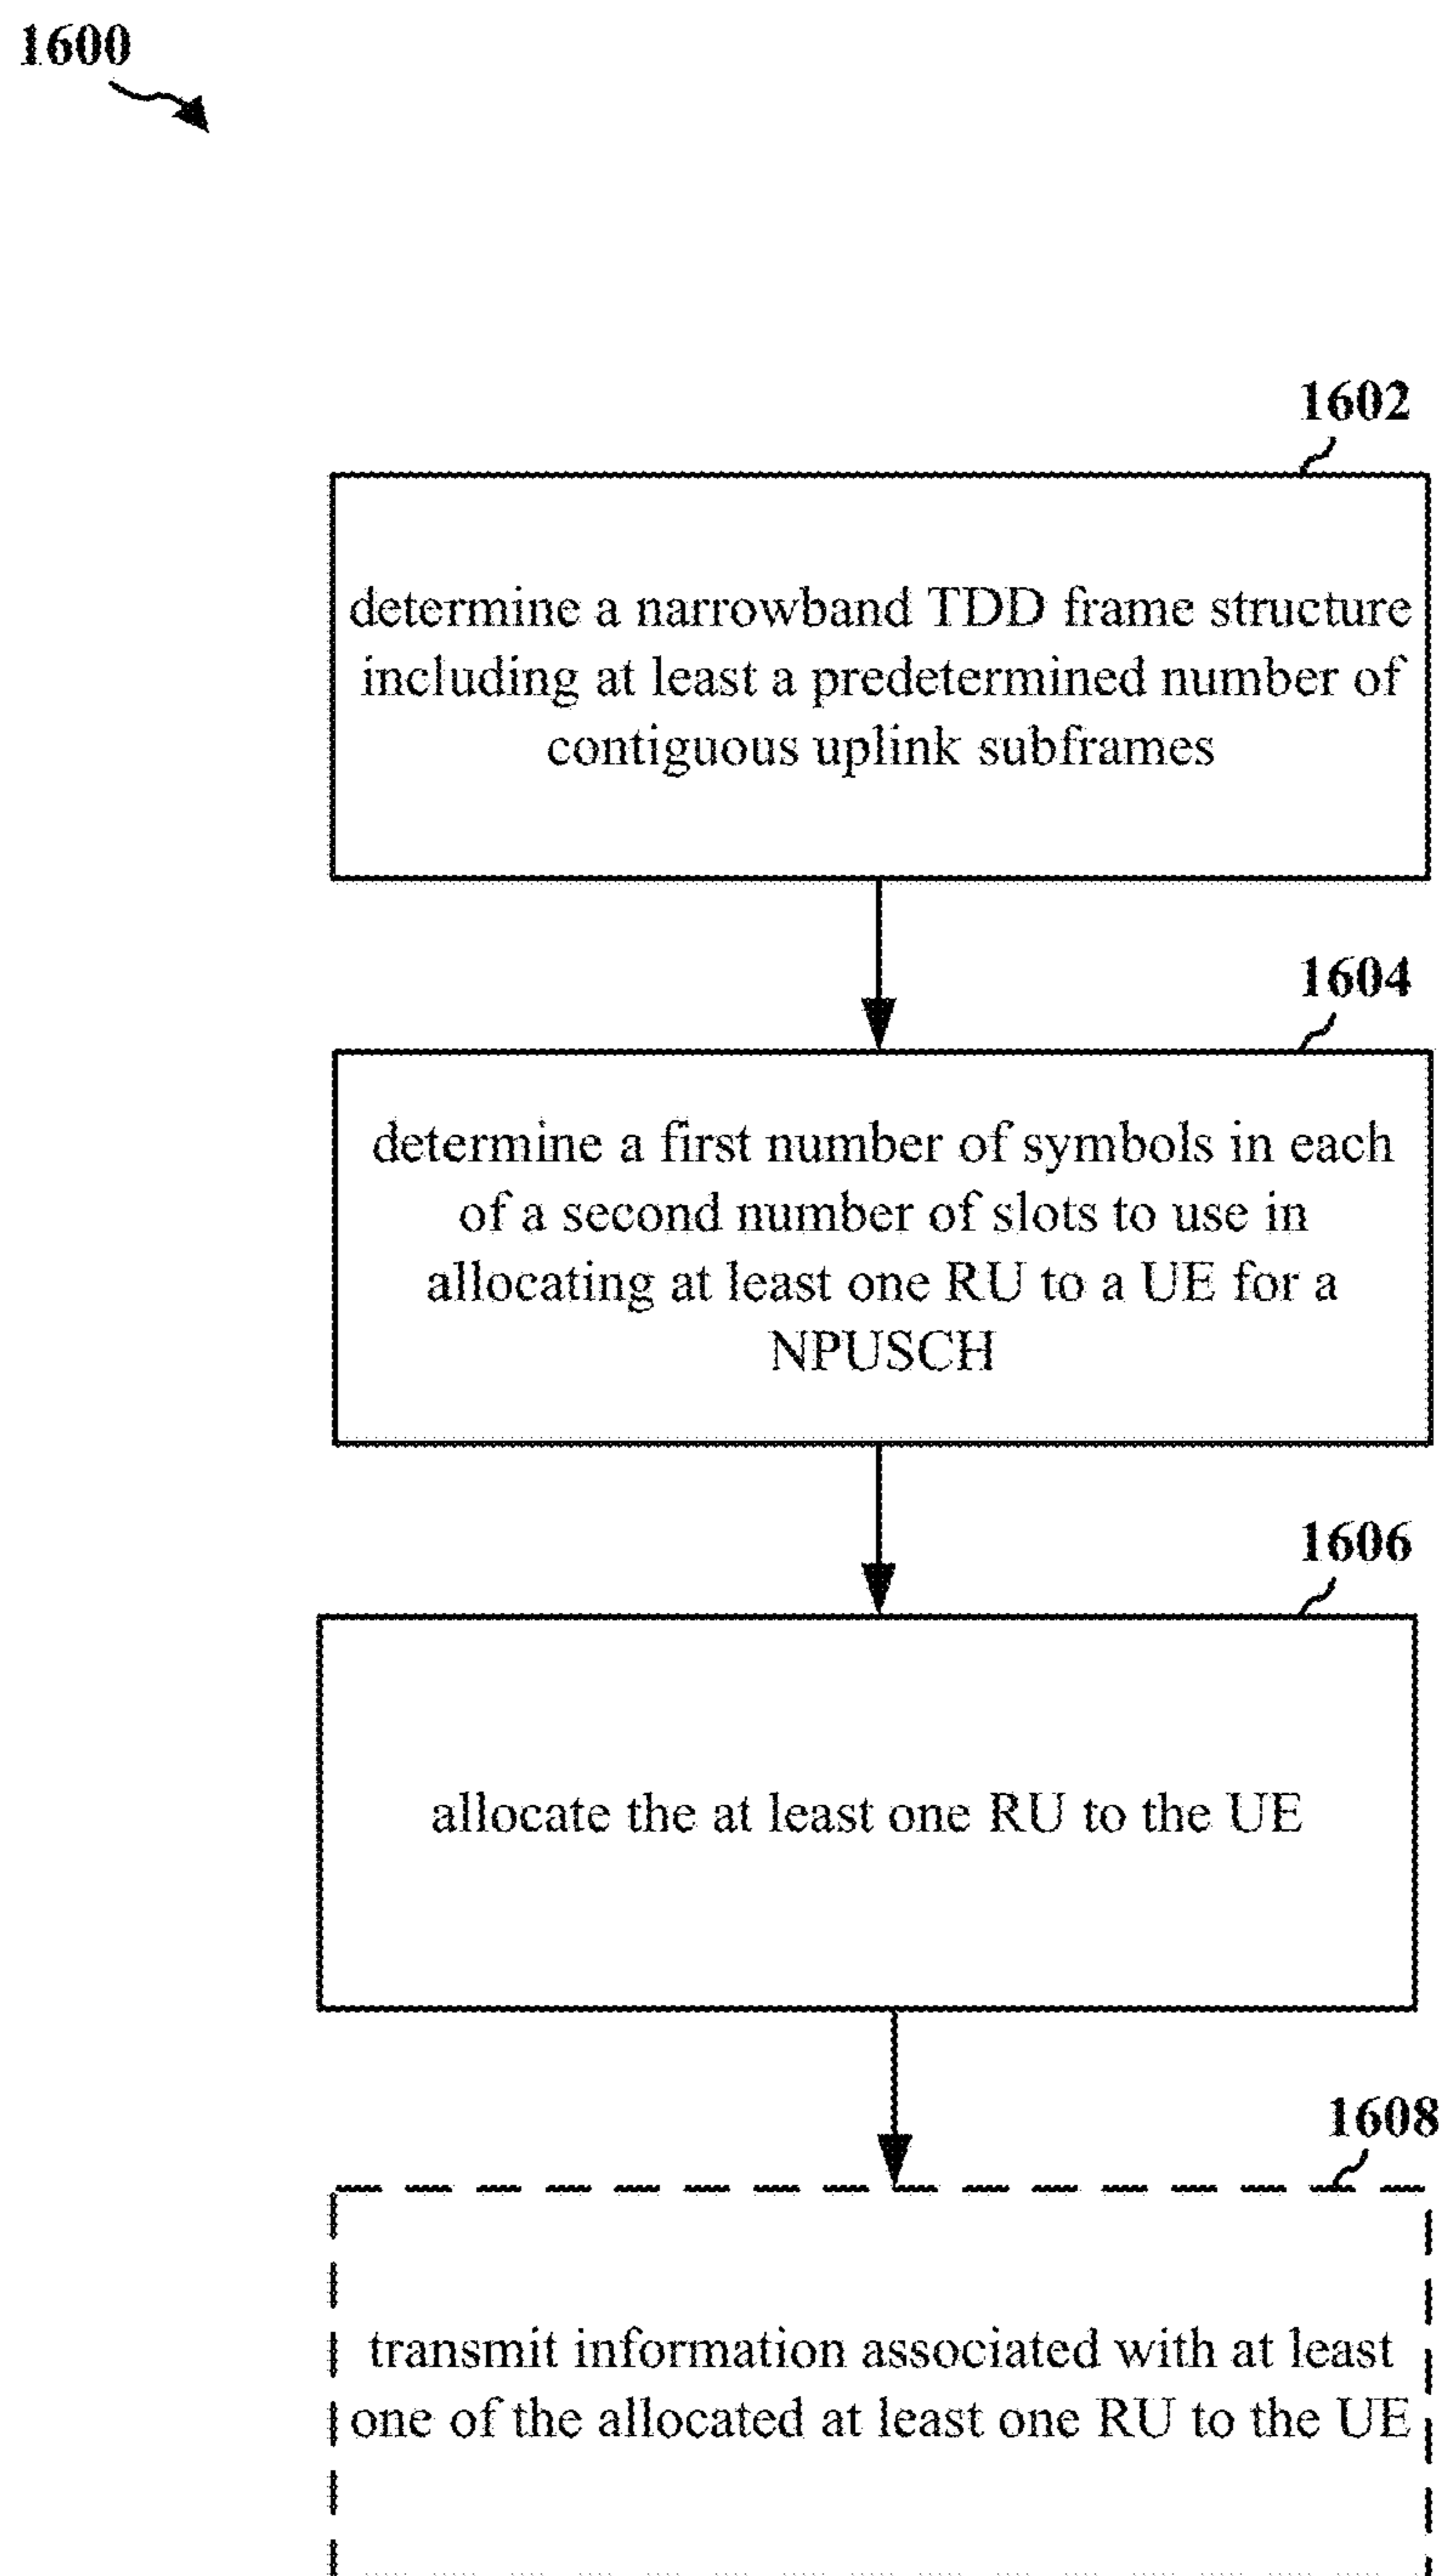 1600
1602
determine a narrowband TDD frame structure
including at least a predetermined number of
contiguous uplink subframes
1604
determine a first number of symbols in each
of a second number of slots to use in
allocating at least one RU to a UE for a
NPUSCH
1606
allocate the at least one RU to the UE
1608
transmit information associated with at least
one of the allocated at least one RU to the UE